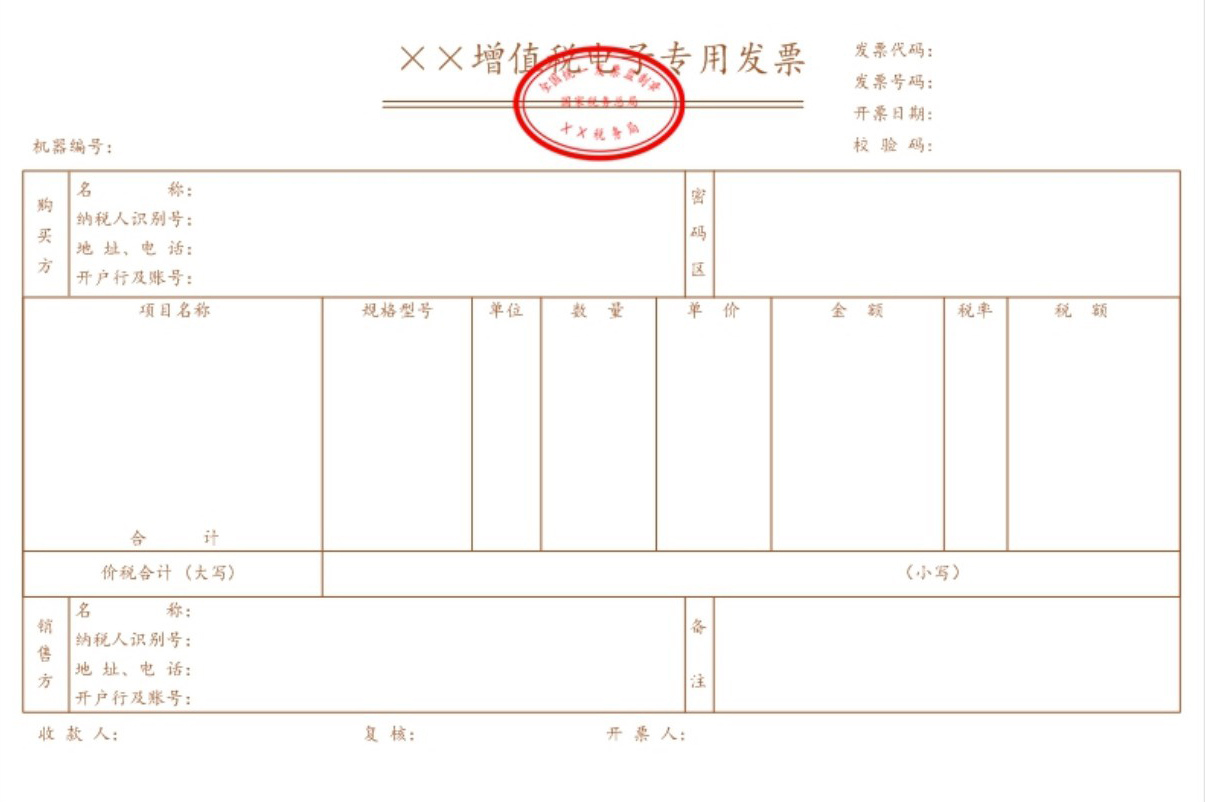 ××增值税电子专用发票
全国统一发票监制章
国家税务总局
××税务局
发票代码:
发票号码:
开票日期:
校 验 码:
机器编号:
购买方
名 称:
纳税人识别号:
地 址、电 话:
开户行及账号:
密码区
项目名称 规格型号 单位 数 量 单 价 金 额 税率 税 额
合 计
价税合计(大写) (小写)
销售方
名 称:
纳税人识别号:
地 址、电 话:
开户行及账号:
备注
收 款 人: 复 核: 开 票 人: